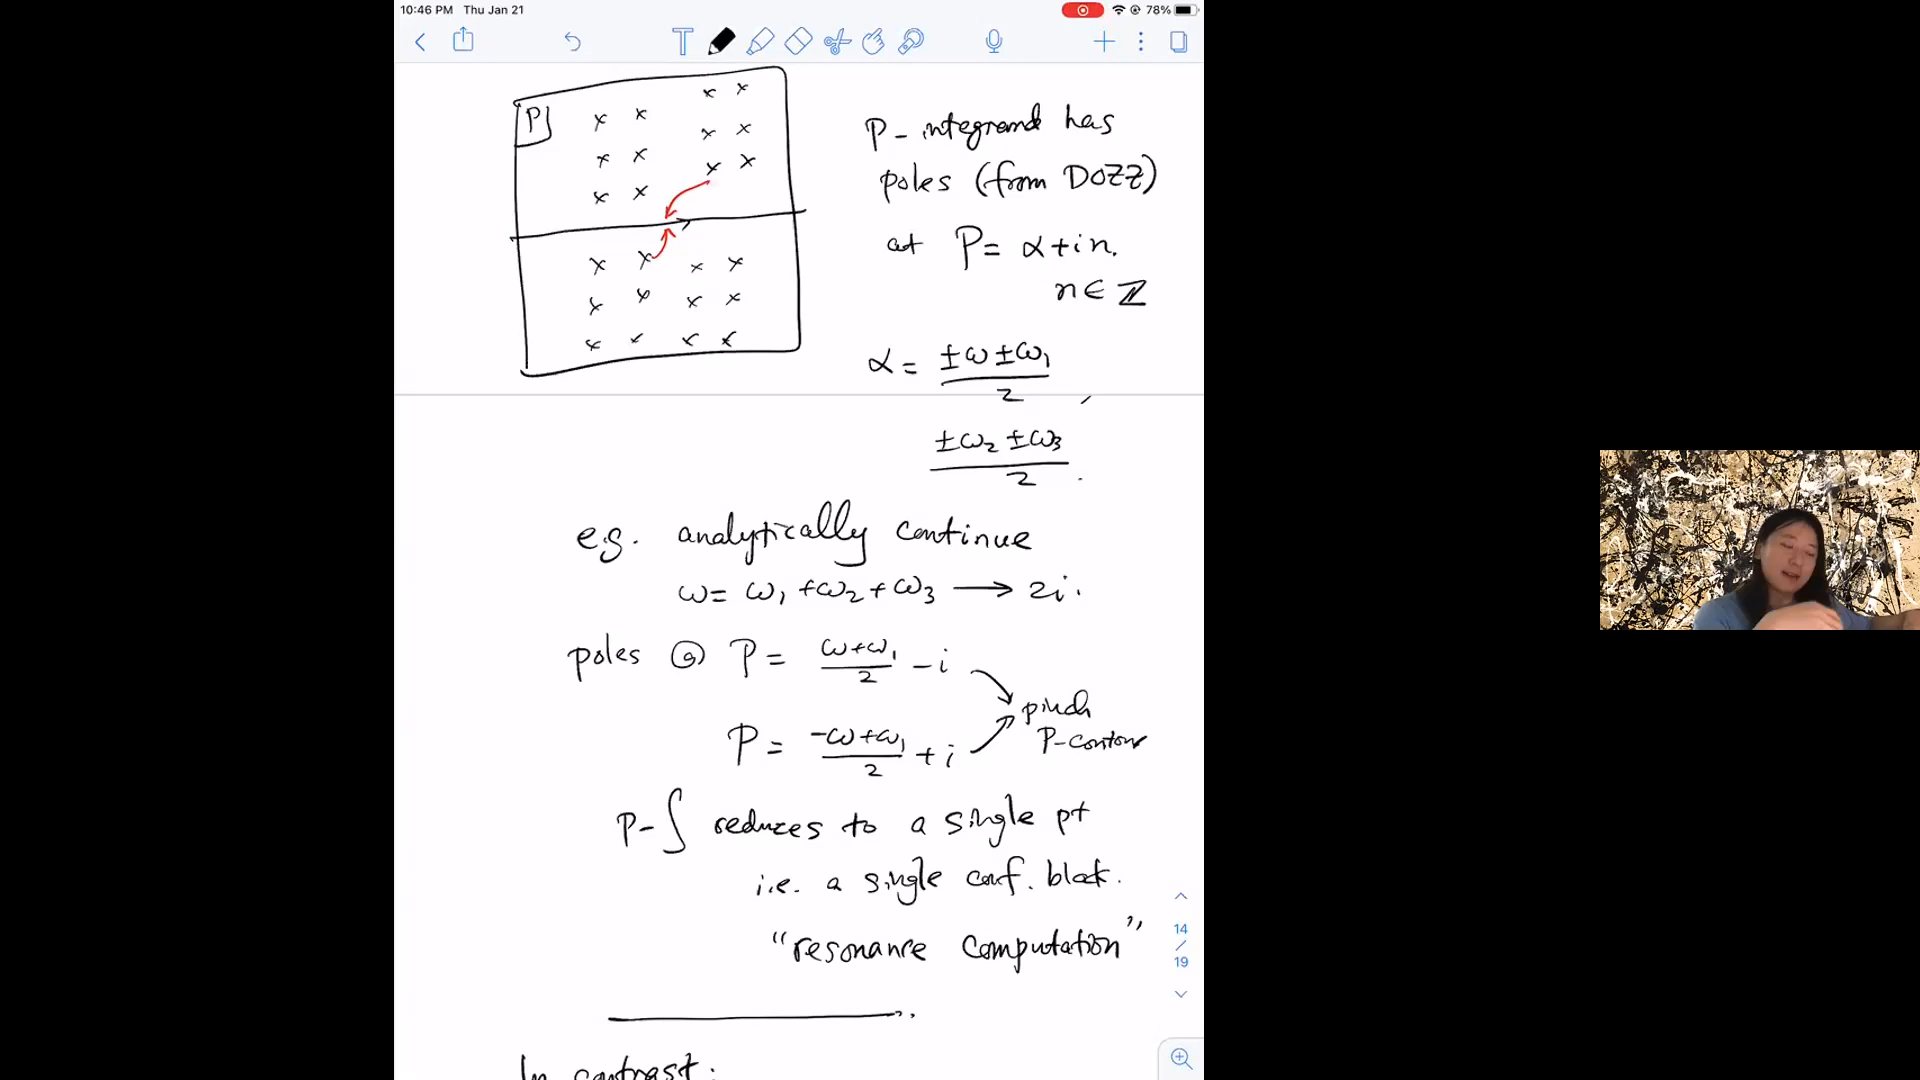 10:46 PM Thu Jan 21
78%
T
P
P - integrand has
poles (from DOZZ)
at P = α + in.
n ∈ ℤ
α = ±ω ± ω₁ / 2 ,
±ω₂ ± ω₃ / 2 .
e.g. analytically continue
ω = ω₁ + ω₂ + ω₃ ⟶ 2i.
poles @ P = ω + ω₁ / 2 − i
pinch
P-contour
P = −ω + ω₁ / 2 + i
P - ∫ reduces to a single pt
i.e. a single conf. block.
"resonance computation"
14
/
19
In contrast: